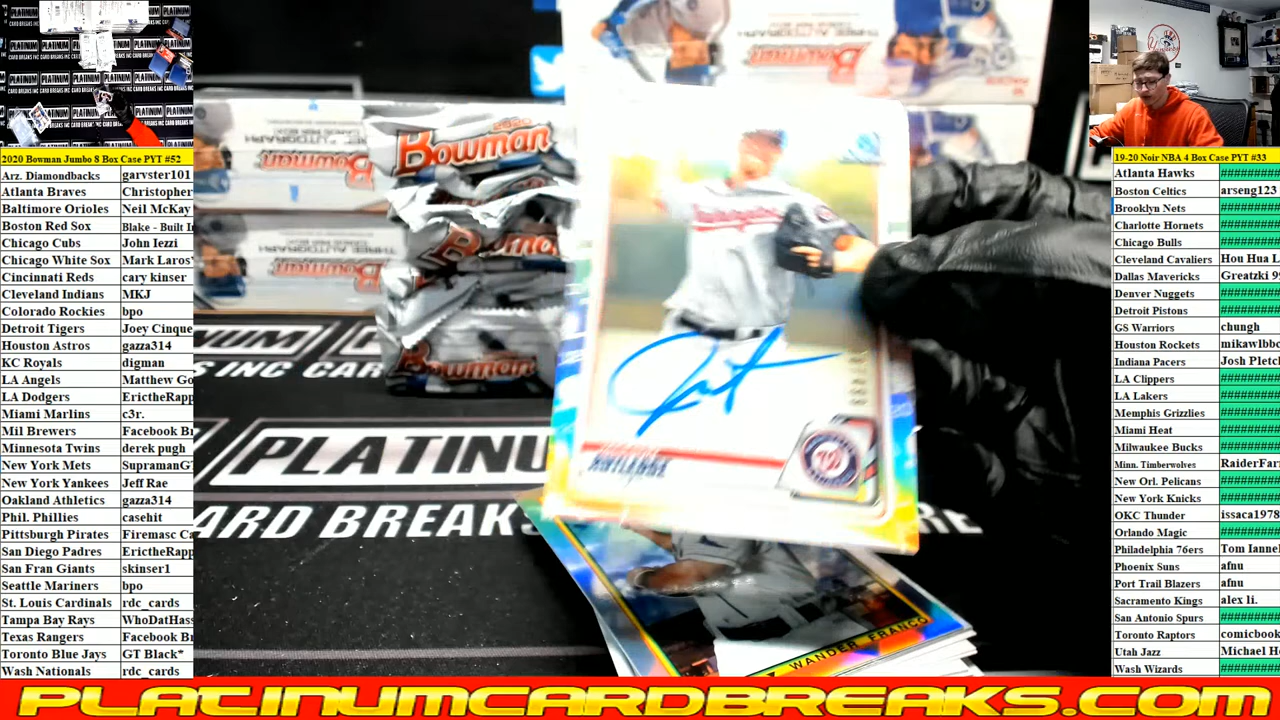 2020 Bowman Jumbo 8 Box Case PYT #52
Arz. Diamondbacks garvster101
Atlanta Braves Christopher
Baltimore Orioles Neil McKay
Boston Red Sox Blake - Built I
Chicago Cubs John Iezzi
Chicago White Sox Mark Laros*
Cincinnati Reds cary kinser
Cleveland Indians MKJ
Colorado Rockies bpo
Detroit Tigers Joey Cinque
Houston Astros gazza314
KC Royals digman
LA Angels Matthew Go
LA Dodgers ErictheRapp
Miami Marlins c3r.
Mil Brewers Facebook Br
Minnesota Twins derek pugh
New York Mets SupramanG
New York Yankees Jeff Rae
Oakland Athletics gazza314
Phil. Phillies casehit
Pittsburgh Pirates Firemasc Ca
San Diego Padres ErictheRapp
San Fran Giants skinser1
Seattle Mariners bpo
St. Louis Cardinals rdc_cards
Tampa Bay Rays WhoDatHass
Texas Rangers Facebook Br
Toronto Blue Jays GT Black*
Wash Nationals rdc_cards
Bowman
Bowman
PLATINUM
CARD BREAKS
WANDER FRANCO
19-20 Noir NBA 4 Box Case PYT #33
Atlanta Hawks ########
Boston Celtics arseng123
Brooklyn Nets ########
Charlotte Hornets ########
Chicago Bulls ########
Cleveland Cavaliers Hou Hua L
Dallas Mavericks Greatzki 99
Denver Nuggets ########
Detroit Pistons ########
GS Warriors chungh
Houston Rockets mikawlbbc
Indiana Pacers Josh Pletch
LA Clippers ########
LA Lakers ########
Memphis Grizzlies ########
Miami Heat ########
Milwaukee Bucks ########
Minn. Timberwolves RaiderFar
New Orl. Pelicans ########
New York Knicks ########
OKC Thunder issaca1978
Orlando Magic ########
Philadelphia 76ers Tom Iannel
Phoenix Suns afnu
Port Trail Blazers afnu
Sacramento Kings alex li.
San Antonio Spurs ########
Toronto Raptors comicbook
Utah Jazz Michael H
Wash Wizards ########
PLATINUMCARDBREAKS.COM